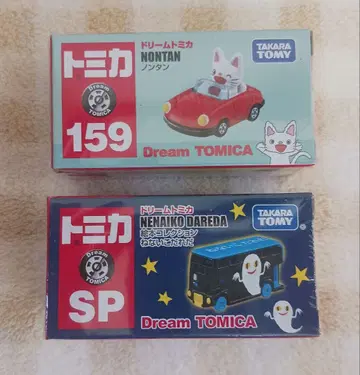 トミカ
Dream
TOMICA
159
ドリームトミカ
NONTAN
ノンタン
TAKARA
TOMY
Dream TOMICA
トミカ
Dream
TOMICA
SP
ドリームトミカ
NENAIKO DAREDA
絵本コレクション
ねないこだれだ
TAKARA
TOMY
Dream TOMICA